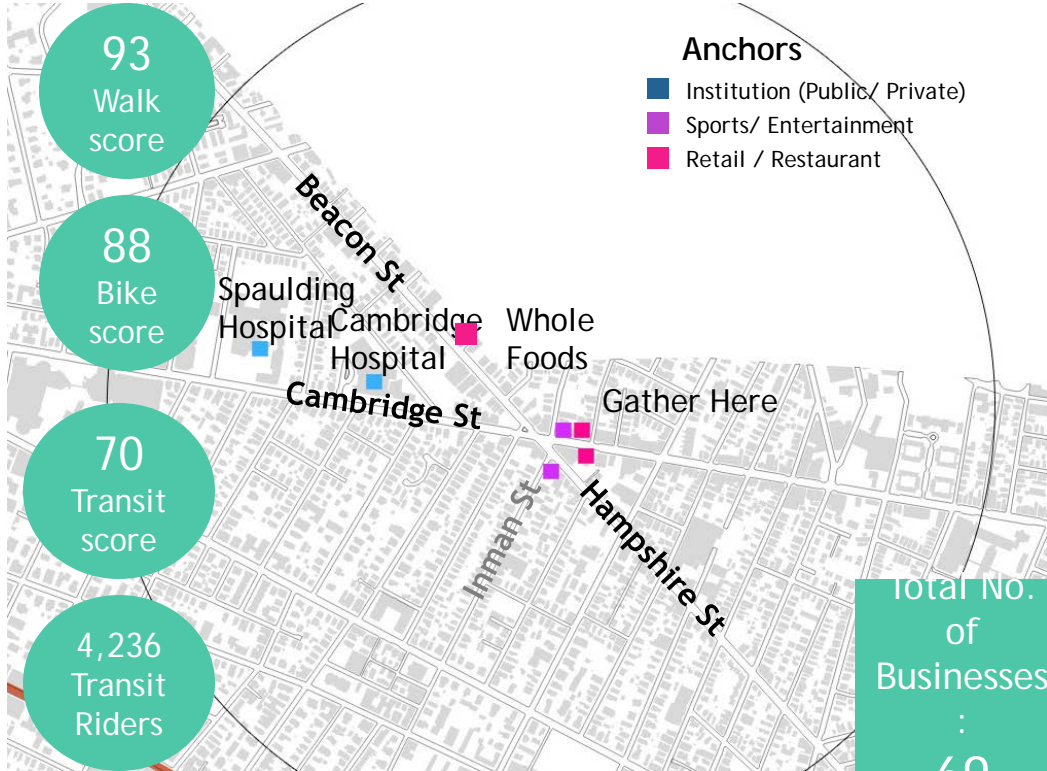 93
Walk
score
88
Bike
score
70
Transit
score
4,236
Transit
Riders
Anchors
Institution (Public/ Private)
Sports/ Entertainment
Retail / Restaurant
Beacon St
Spaulding
Hospital
Cambridge
Hospital
Whole
Foods
Cambridge St
Gather Here
Inman St
Hampshire St
Total No.
of
Businesses
: